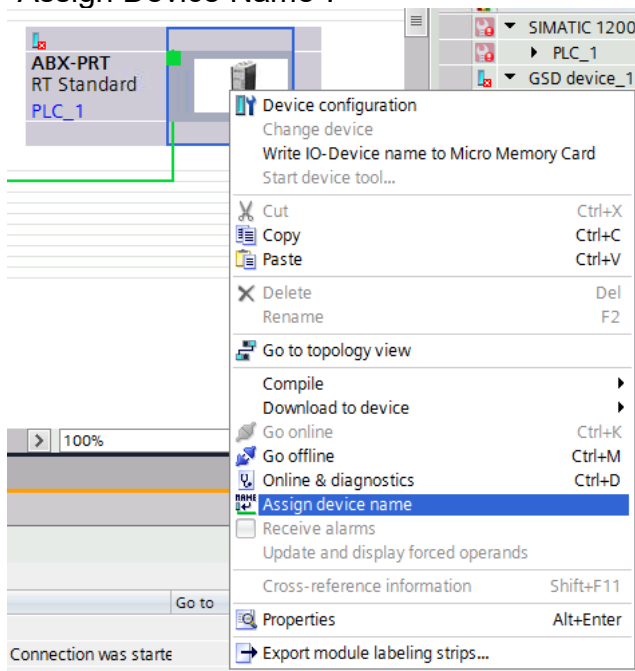 Assign Device Name .
SIMATIC 1200
PLC_1
GSD device_1
ABX-PRT
RT Standard
PLC_1
Device configuration
Change device
Write IO-Device name to Micro Memory Card
Start device tool...
Cut Ctrl+X
Copy Ctrl+C
Paste Ctrl+V
Delete Del
Rename F2
Go to topology view
Compile
Download to device
Go online Ctrl+K
Go offline Ctrl+M
Online & diagnostics Ctrl+D
Assign device name
Receive alarms
Update and display forced operands
Cross-reference information Shift+F11
Properties Alt+Enter
Export module labeling strips...
100%
Go to
Connection was starte